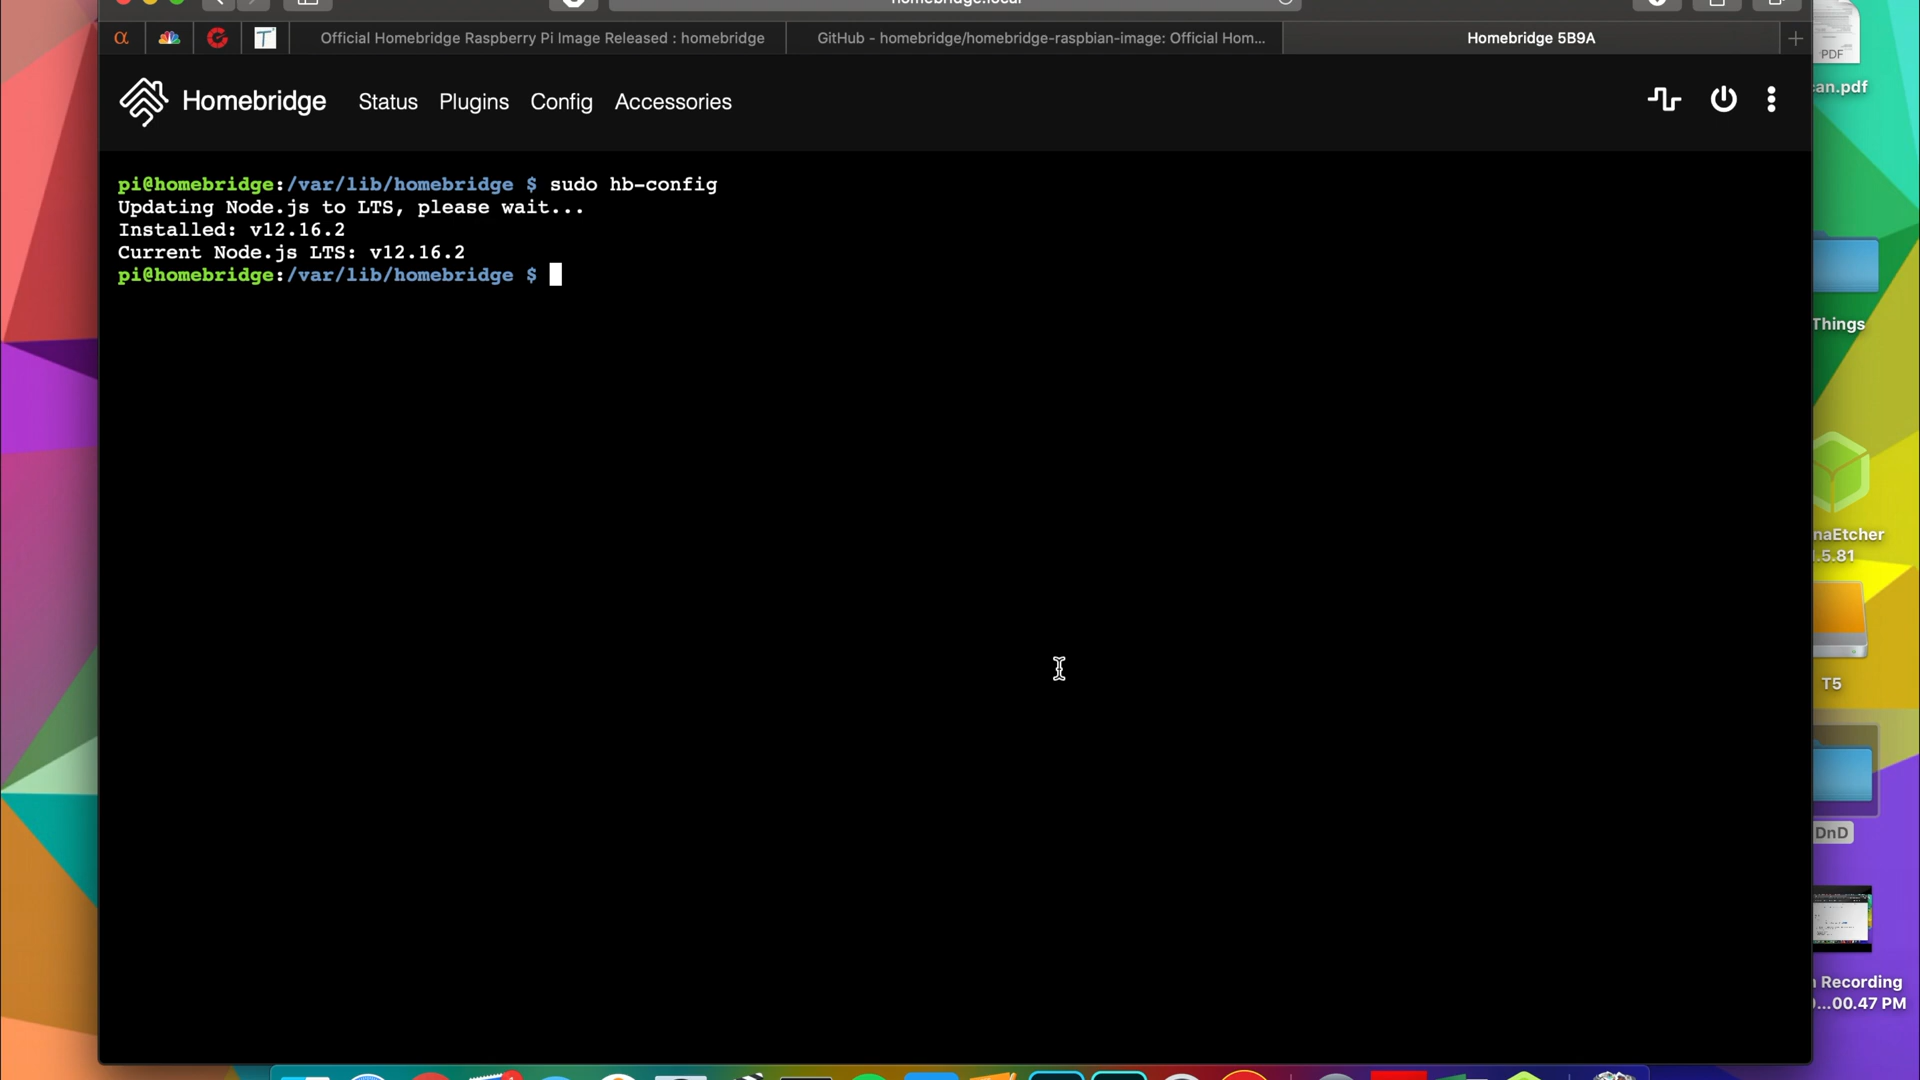 Official Homebridge Raspberry Pi Image Released : homebridge
GitHub - homebridge/homebridge-raspbian-image: Official Hom...
Homebridge 5B9A
Homebridge
Status
Plugins
Config
Accessories
pi@homebridge:/var/lib/homebridge $ sudo hb-config
Updating Node.js to LTS, please wait...
Installed: v12.16.2
Current Node.js LTS: v12.16.2
pi@homebridge:/var/lib/homebridge $
PDF
can.pdf
Things
naEtcher
.5.81
T5
DnD
Recording
...00.47 PM